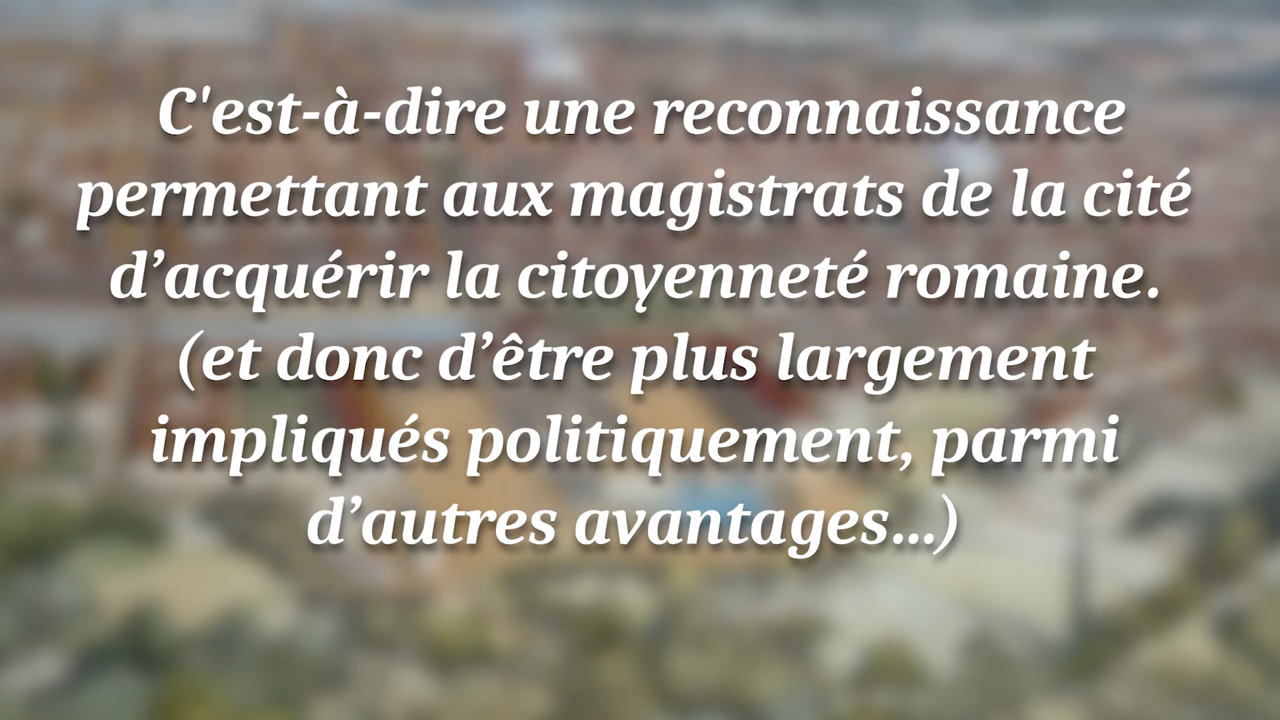 C'est-à-dire une reconnaissance
permettant aux magistrats de la cité
d’acquérir la citoyenneté romaine.
(et donc d’être plus largement
impliqués politiquement, parmi
d’autres avantages...)